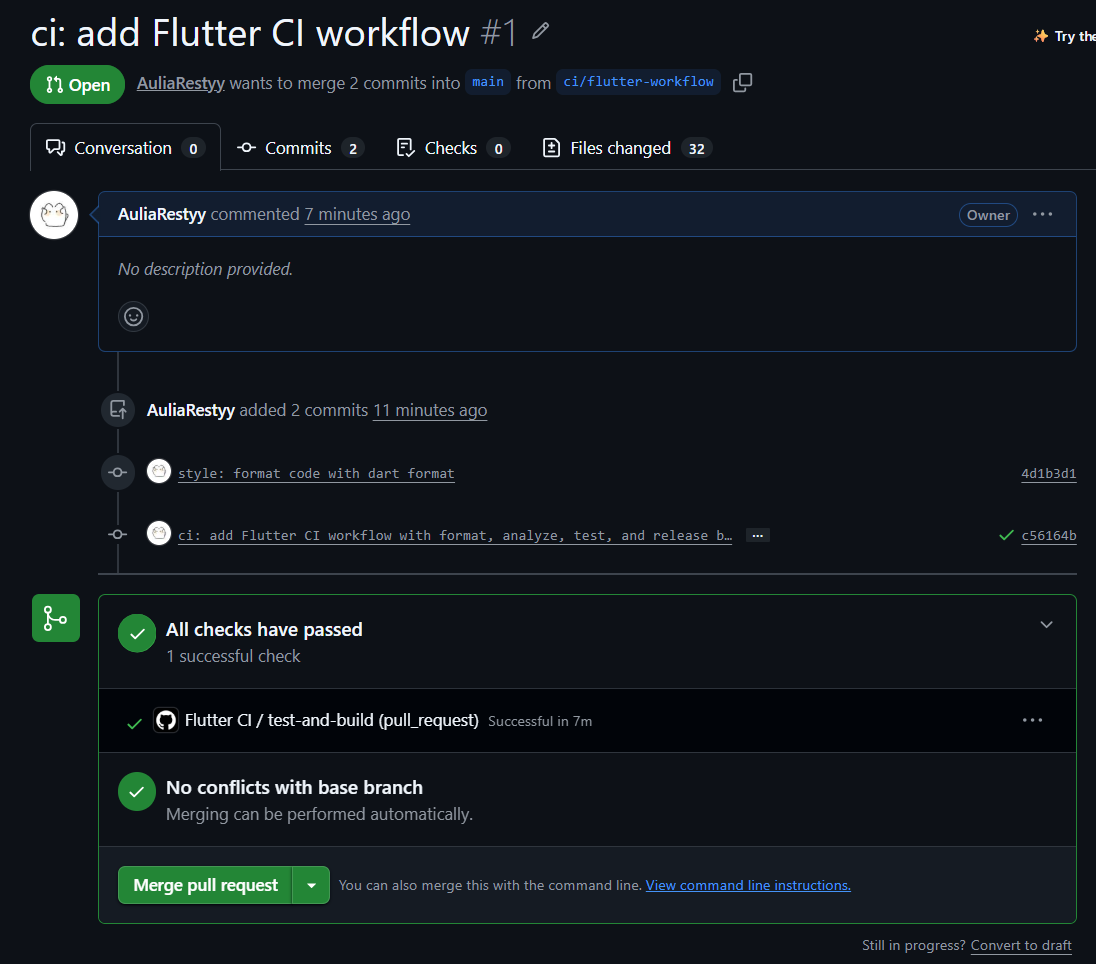 ci: add Flutter CI workflow #1
✨ Try the
Open AuliaRestyy wants to merge 2 commits into main from ci/flutter-workflow
Conversation 0 Commits 2 Checks 0 Files changed 32
AuliaRestyy commented 7 minutes ago Owner ...
No description provided.
AuliaRestyy added 2 commits 11 minutes ago
style: format code with dart format 4d1b3d1
ci: add Flutter CI workflow with format, analyze, test, and release b… ... c56164b
All checks have passed
1 successful check
Flutter CI / test-and-build (pull_request) Successful in 7m ...
No conflicts with base branch
Merging can be performed automatically.
Merge pull request You can also merge this with the command line. View command line instructions.
Still in progress? Convert to draft